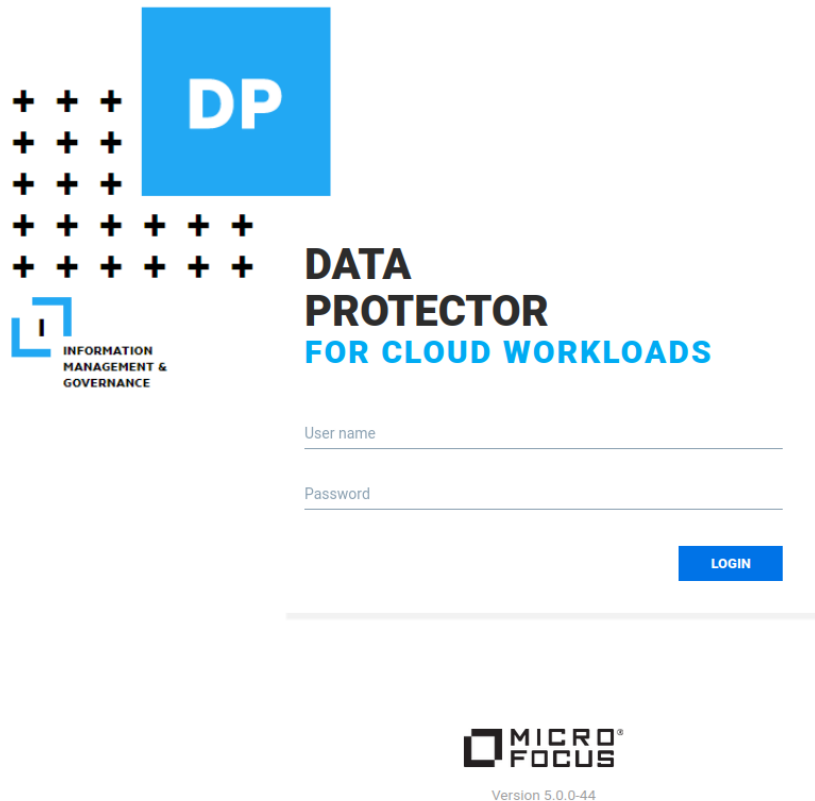 DP
I
INFORMATION
MANAGEMENT &
GOVERNANCE
DATA
PROTECTOR
FOR CLOUD WORKLOADS
User name
Password
LOGIN
MICRO
FOCUS®
Version 5.0.0-44